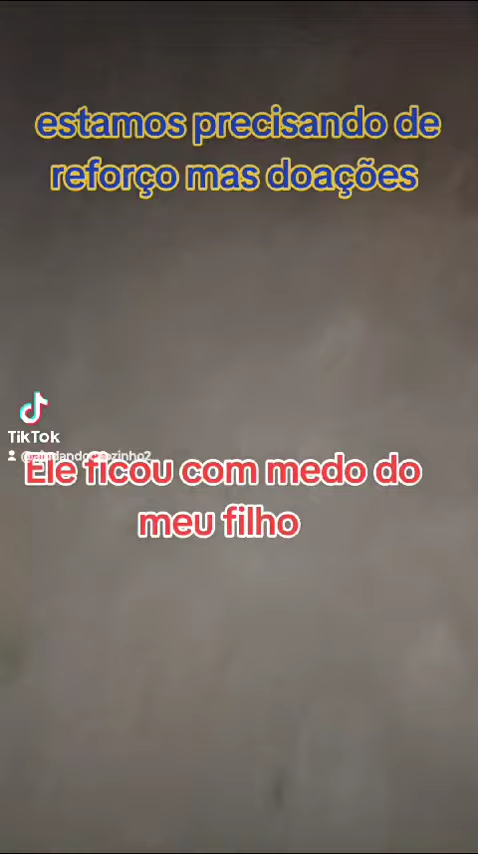 estamos precisando de
reforço mas doações
TikTok
Ele ficou com medo do
meu filho